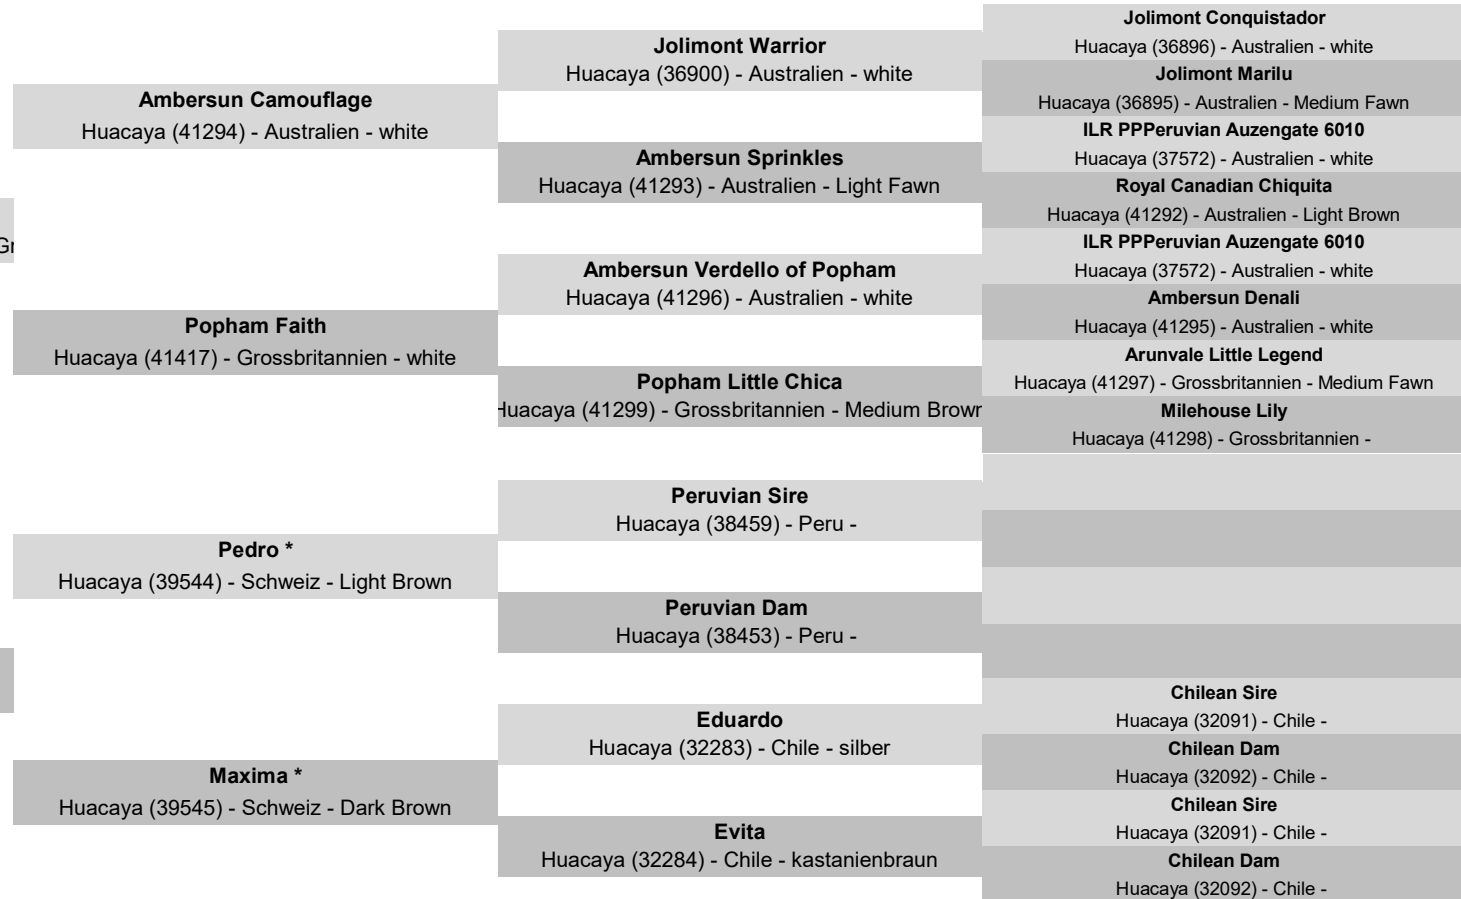 Jolimont Conquistador
Huacaya (36896) - Australien - white
Jolimont Warrior
Huacaya (36900) - Australien - white
Jolimont Marilu
Huacaya (36895) - Australien - Medium Fawn
Ambersun Camouflage
Huacaya (41294) - Australien - white
ILR PPPeruvian Auzengate 6010
Huacaya (37572) - Australien - white
Ambersun Sprinkles
Huacaya (41293) - Australien - Light Fawn
Royal Canadian Chiquita
Huacaya (41292) - Australien - Light Brown
ILR PPPeruvian Auzengate 6010
Huacaya (37572) - Australien - white
Ambersun Verdello of Popham
Huacaya (41296) - Australien - white
Ambersun Denali
Huacaya (41295) - Australien - white
Popham Faith
Huacaya (41417) - Grossbritannien - white
Arunvale Little Legend
Huacaya (41297) - Grossbritannien - Medium Fawn
Popham Little Chica
Huacaya (41299) - Grossbritannien - Medium Brown
Milehouse Lily
Huacaya (41298) - Grossbritannien -
Peruvian Sire
Huacaya (38459) - Peru -
Pedro *
Huacaya (39544) - Schweiz - Light Brown
Peruvian Dam
Huacaya (38453) - Peru -
Chilean Sire
Huacaya (32091) - Chile -
Eduardo
Huacaya (32283) - Chile - silber
Chilean Dam
Huacaya (32092) - Chile -
Maxima *
Huacaya (39545) - Schweiz - Dark Brown
Chilean Sire
Huacaya (32091) - Chile -
Evita
Huacaya (32284) - Chile - kastanienbraun
Chilean Dam
Huacaya (32092) - Chile -